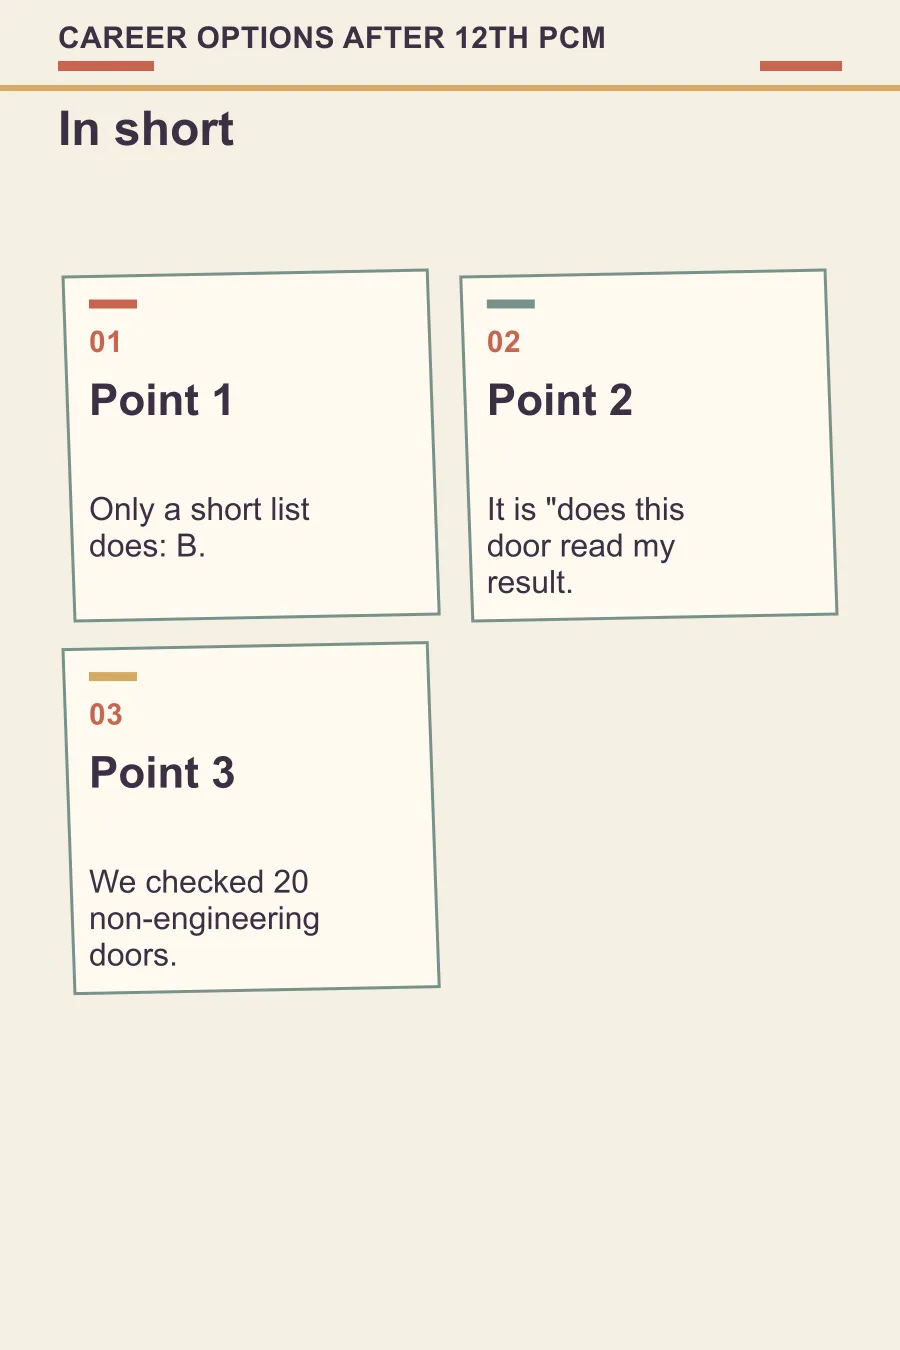 CAREER OPTIONS AFTER 12TH PCM
In short
01
Point 1
Only a short list
does: B.
02
Point 2
It is "does this
door read my
result.
03
Point 3
We checked 20
non-engineering
doors.